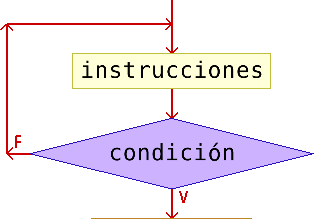 instrucciones
condición
F
V